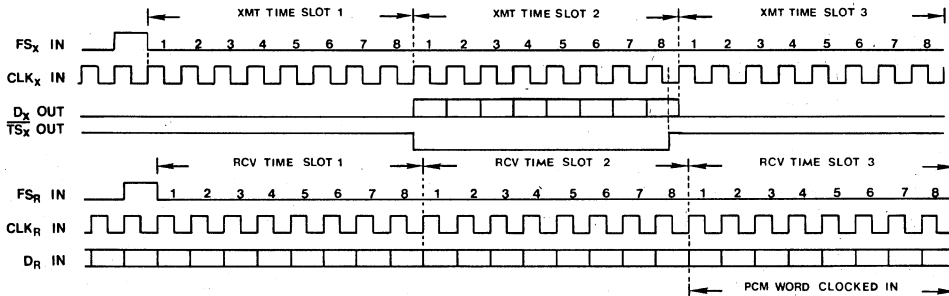 XMT TIME SLOT 1 XMT TIME SLOT 2 XMT TIME SLOT 3
FSX IN 1 2 3 4 5 6 7 8 1 2 3 4 5 6 7 8 1 2 3 4 5 6 7 8
CLKX IN
DX OUT
TSX OUT
RCV TIME SLOT 1 RCV TIME SLOT 2 RCV TIME SLOT 3
FSR IN 1 2 3 4 5 6 7 8 1 2 3 4 5 6 7 8 1 2 3 4 5 6 7 8
CLKR IN
DR IN
PCM WORD CLOCKED IN